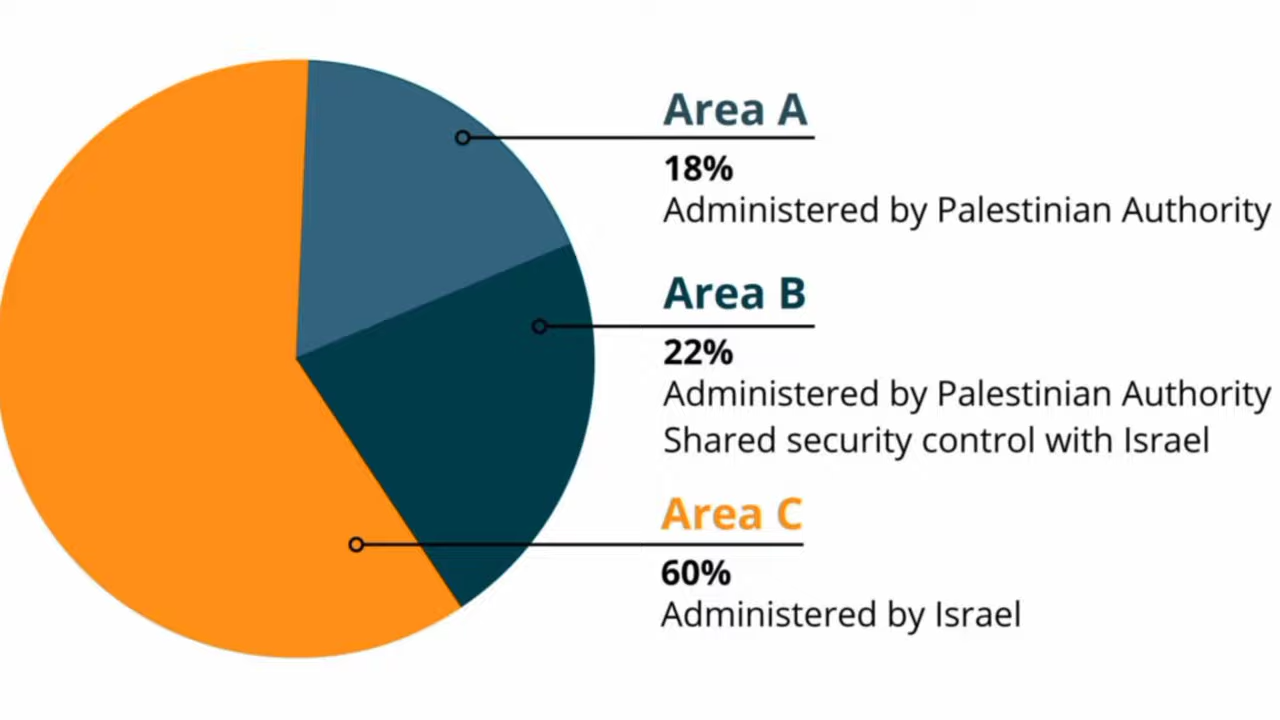 Area A
18%
Administered by Palestinian Authority
Area B
22%
Administered by Palestinian Authority
Shared security control with Israel
Area C
60%
Administered by Israel